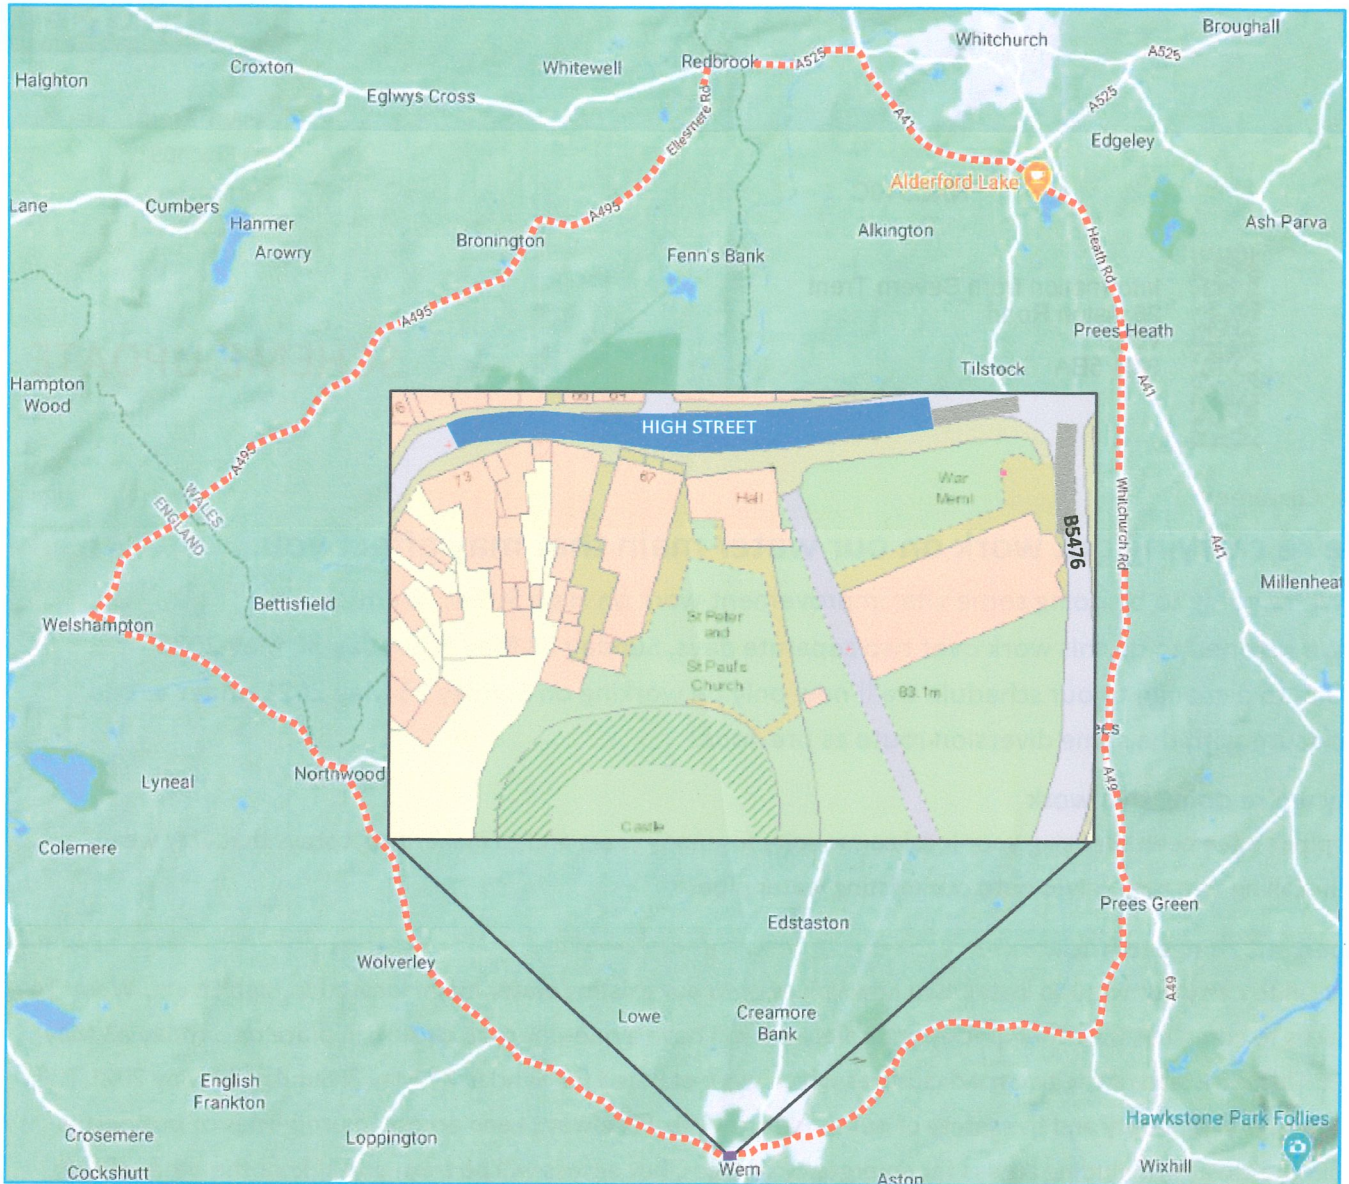 Broughall
Whitchurch
A525
Redbrook
A525
Croxton
Whitewell
Halghton
Eglwys Cross
A525
Ellesmere Rd
A41
Edgeley
Alderford Lake
Lane
Cumbers
Hanmer
A495
Ash Parva
Arowry
Bronington
Alkington
Fenn's Bank
Heath Rd
A495
Prees Heath
Tilstock
Hampton
Wood
A41
HIGH STREET
A495
WALES
ENGLAND
73
67
Hall
War
Meml
Whitchurch Rd
B5476
A41
Millenheat
Bettisfield
Welshampton
St Peter
and
St Paul's
Church
83.1m
ees
Northwood
A49
Lyneal
Castle
Colemere
Prees Green
Edstaston
Wolverley
A49
Lowe
Creamore
Bank
English
Frankton
Hawkstone Park Follies
Crosemere
Loppington
Wem
Wixhill
Cockshutt
Aston